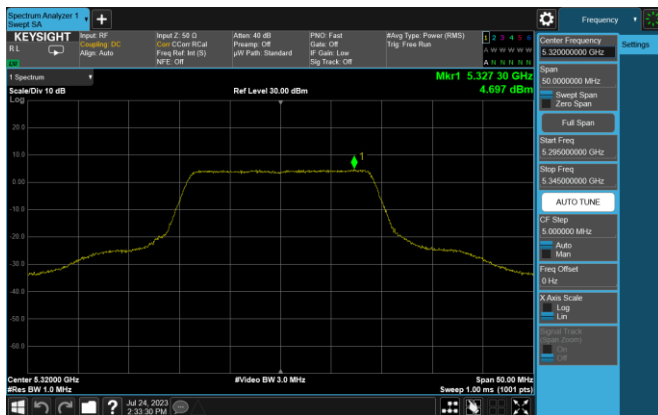 Spectrum Analyzer 1
Swept SA
+
Frequency
KEYSIGHT
RL
Input: RF
Coupling: DC
Align: Auto
Input Z: 50 Ω
Corr CCorr RCal
Freq Ref: Int (S)
NFE: Off
Atten: 40 dB
Preamp: Off
µW Path: Standard
PNO: Fast
Gate: Off
IF Gain: Low
Sig Track: Off
#Avg Type: Power (RMS)
Trig: Free Run
1 2 3 4 5 6
A W W W W W
A N N N N N
1 Spectrum
Scale/Div 10 dB
Log
Ref Level 30.00 dBm
Mkr1 5.327 30 GHz
4.697 dBm
1
20.0
10.0
0.00
-10.0
-20.0
-30.0
-40.0
-50.0
-60.0
Center 5.32000 GHz
#Res BW 1.0 MHz
#Video BW 3.0 MHz
Span 50.00 MHz
Sweep 1.00 ms (1001 pts)
Center Frequency
5.320000000 GHz
Settings
Span
50.0000000 MHz
Swept Span
Zero Span
Full Span
Start Freq
5.295000000 GHz
Stop Freq
5.345000000 GHz
AUTO TUNE
CF Step
5.000000 MHz
Auto
Man
Freq Offset
0 Hz
X Axis Scale
Log
Lin
Signal Track
(Span Zoom)
On
Off
?
Jul 24, 2023
2:33:30 PM